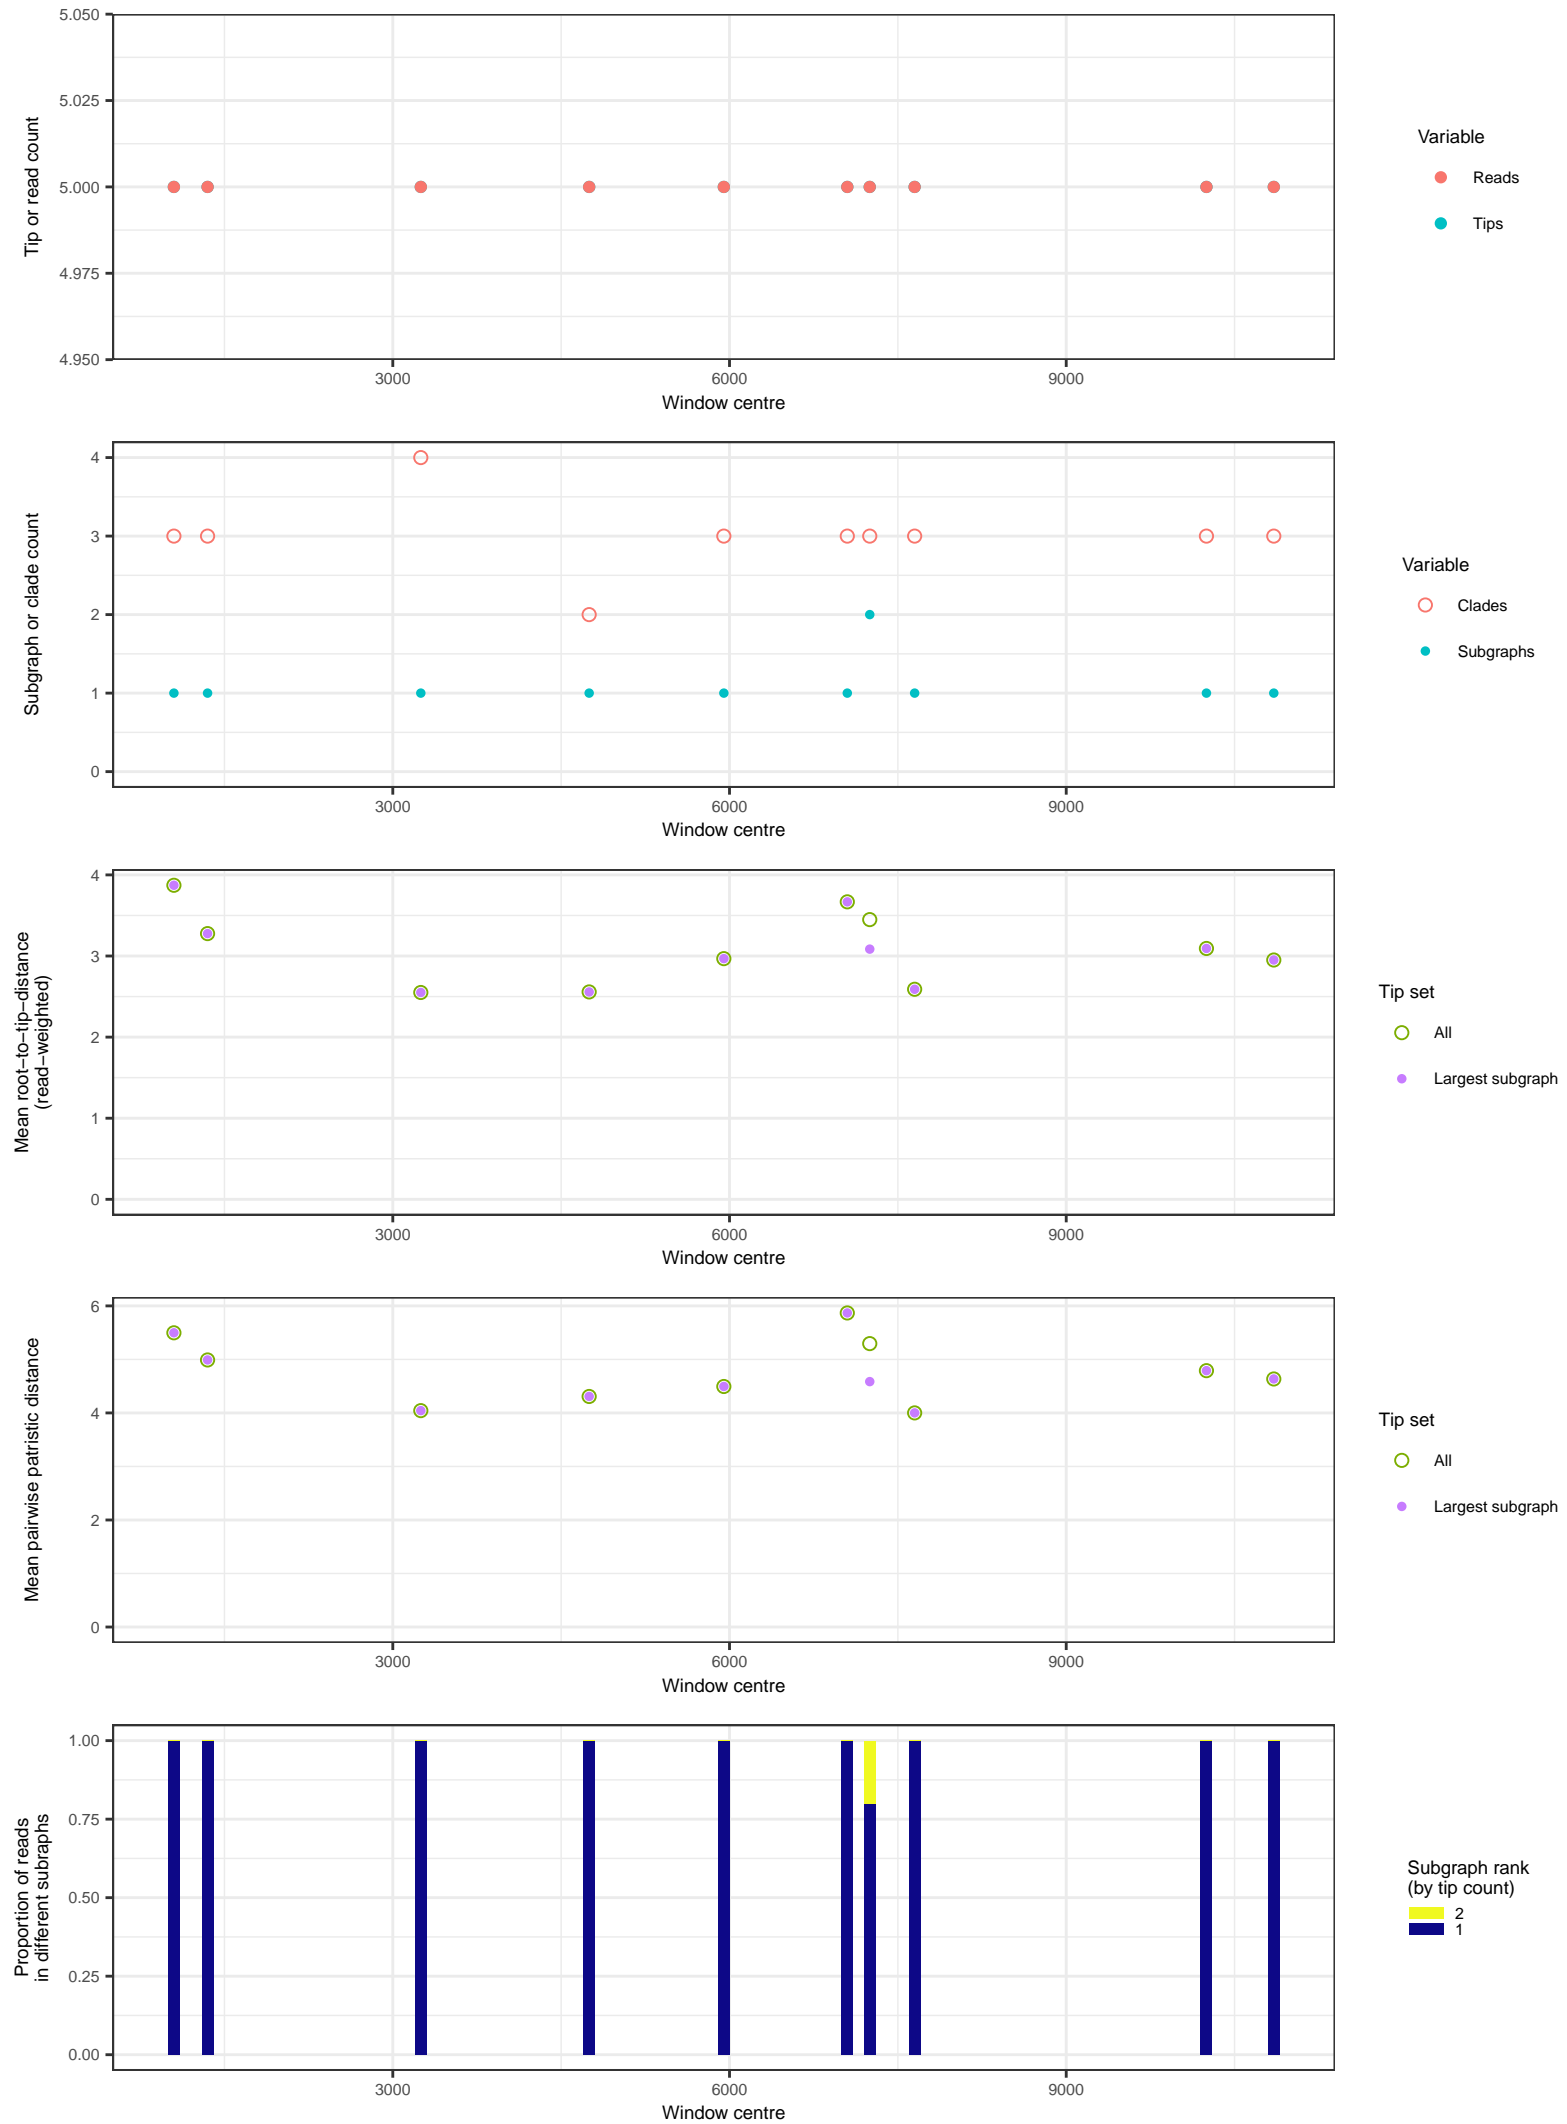 5.050
5.025
5.000
4.975
4.950
Tip or read count
3000 6000 9000
Window centre
Variable
Reads
Tips
4
3
2
1
0
Subgraph or clade count
3000 6000 9000
Window centre
Variable
Clades
Subgraphs
4
3
2
1
0
Mean root−to−tip−distance
(read−weighted)
3000 6000 9000
Window centre
Tip set
All
Largest subgraph
6
4
2
0
Mean pairwise patristic distance
3000 6000 9000
Window centre
Tip set
All
Largest subgraph
1.00
0.75
0.50
0.25
0.00
Proportion of reads
in different subraphs
3000 6000 9000
Window centre
Subgraph rank
(by tip count)
2
1